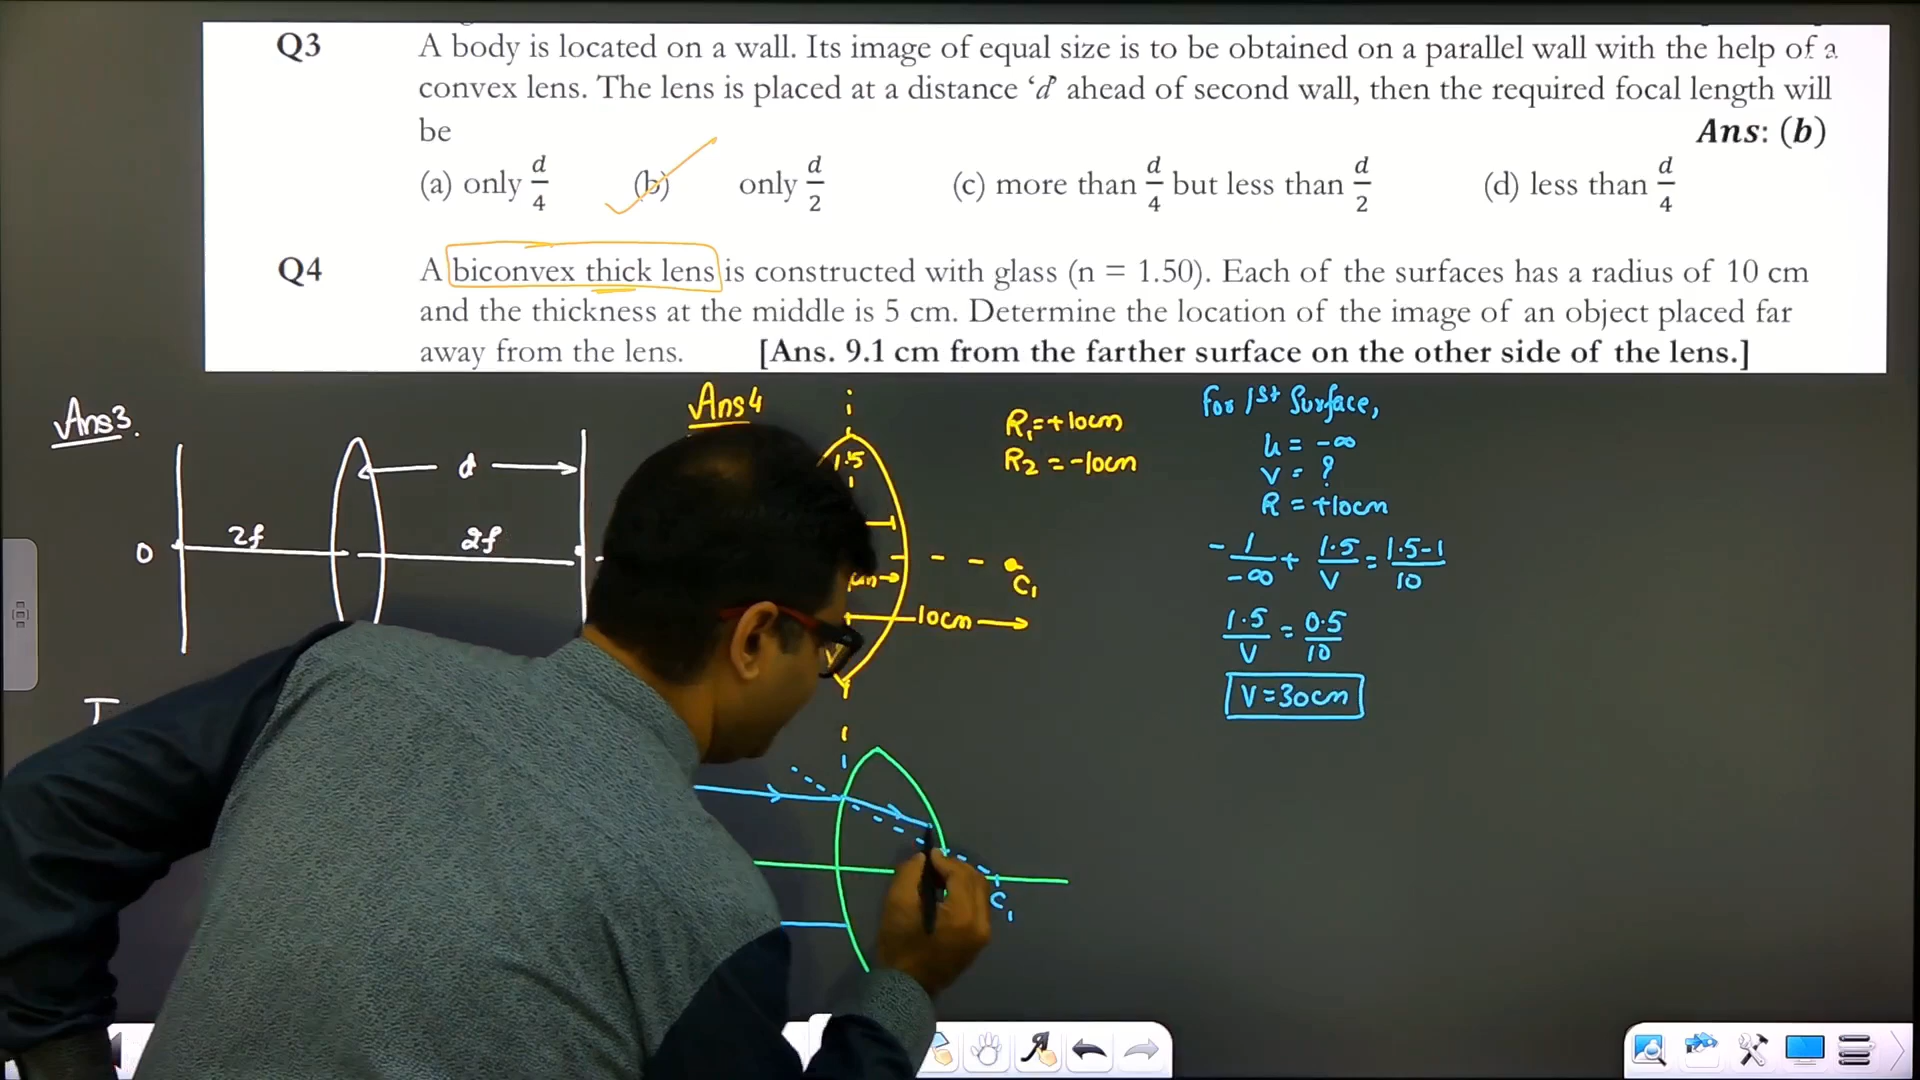 Q3 A body is located on a wall. Its image of equal size is to be obtained on a parallel wall with the help of a
convex lens. The lens is placed at a distance ‘d’ ahead of second wall, then the required focal length will
be Ans: (b)
(a) only d/4 (b) only d/2 (c) more than d/4 but less than d/2 (d) less than d/4
Q4 A biconvex thick lens is constructed with glass (n = 1.50). Each of the surfaces has a radius of 10 cm
and the thickness at the middle is 5 cm. Determine the location of the image of an object placed far
away from the lens. [Ans. 9.1 cm from the farther surface on the other side of the lens.]
Ans3.
d
2f
2f
O
I
Ans4
1.5
C₁
10cm
R₁=+10cm
R2 = -10cm
C₁
For 1st Surface,
u = -∞
v = ?
R = +10cm
-1/-∞ + 1.5/v = 1.5-1/10
1.5/v = 0.5/10
v=30cm